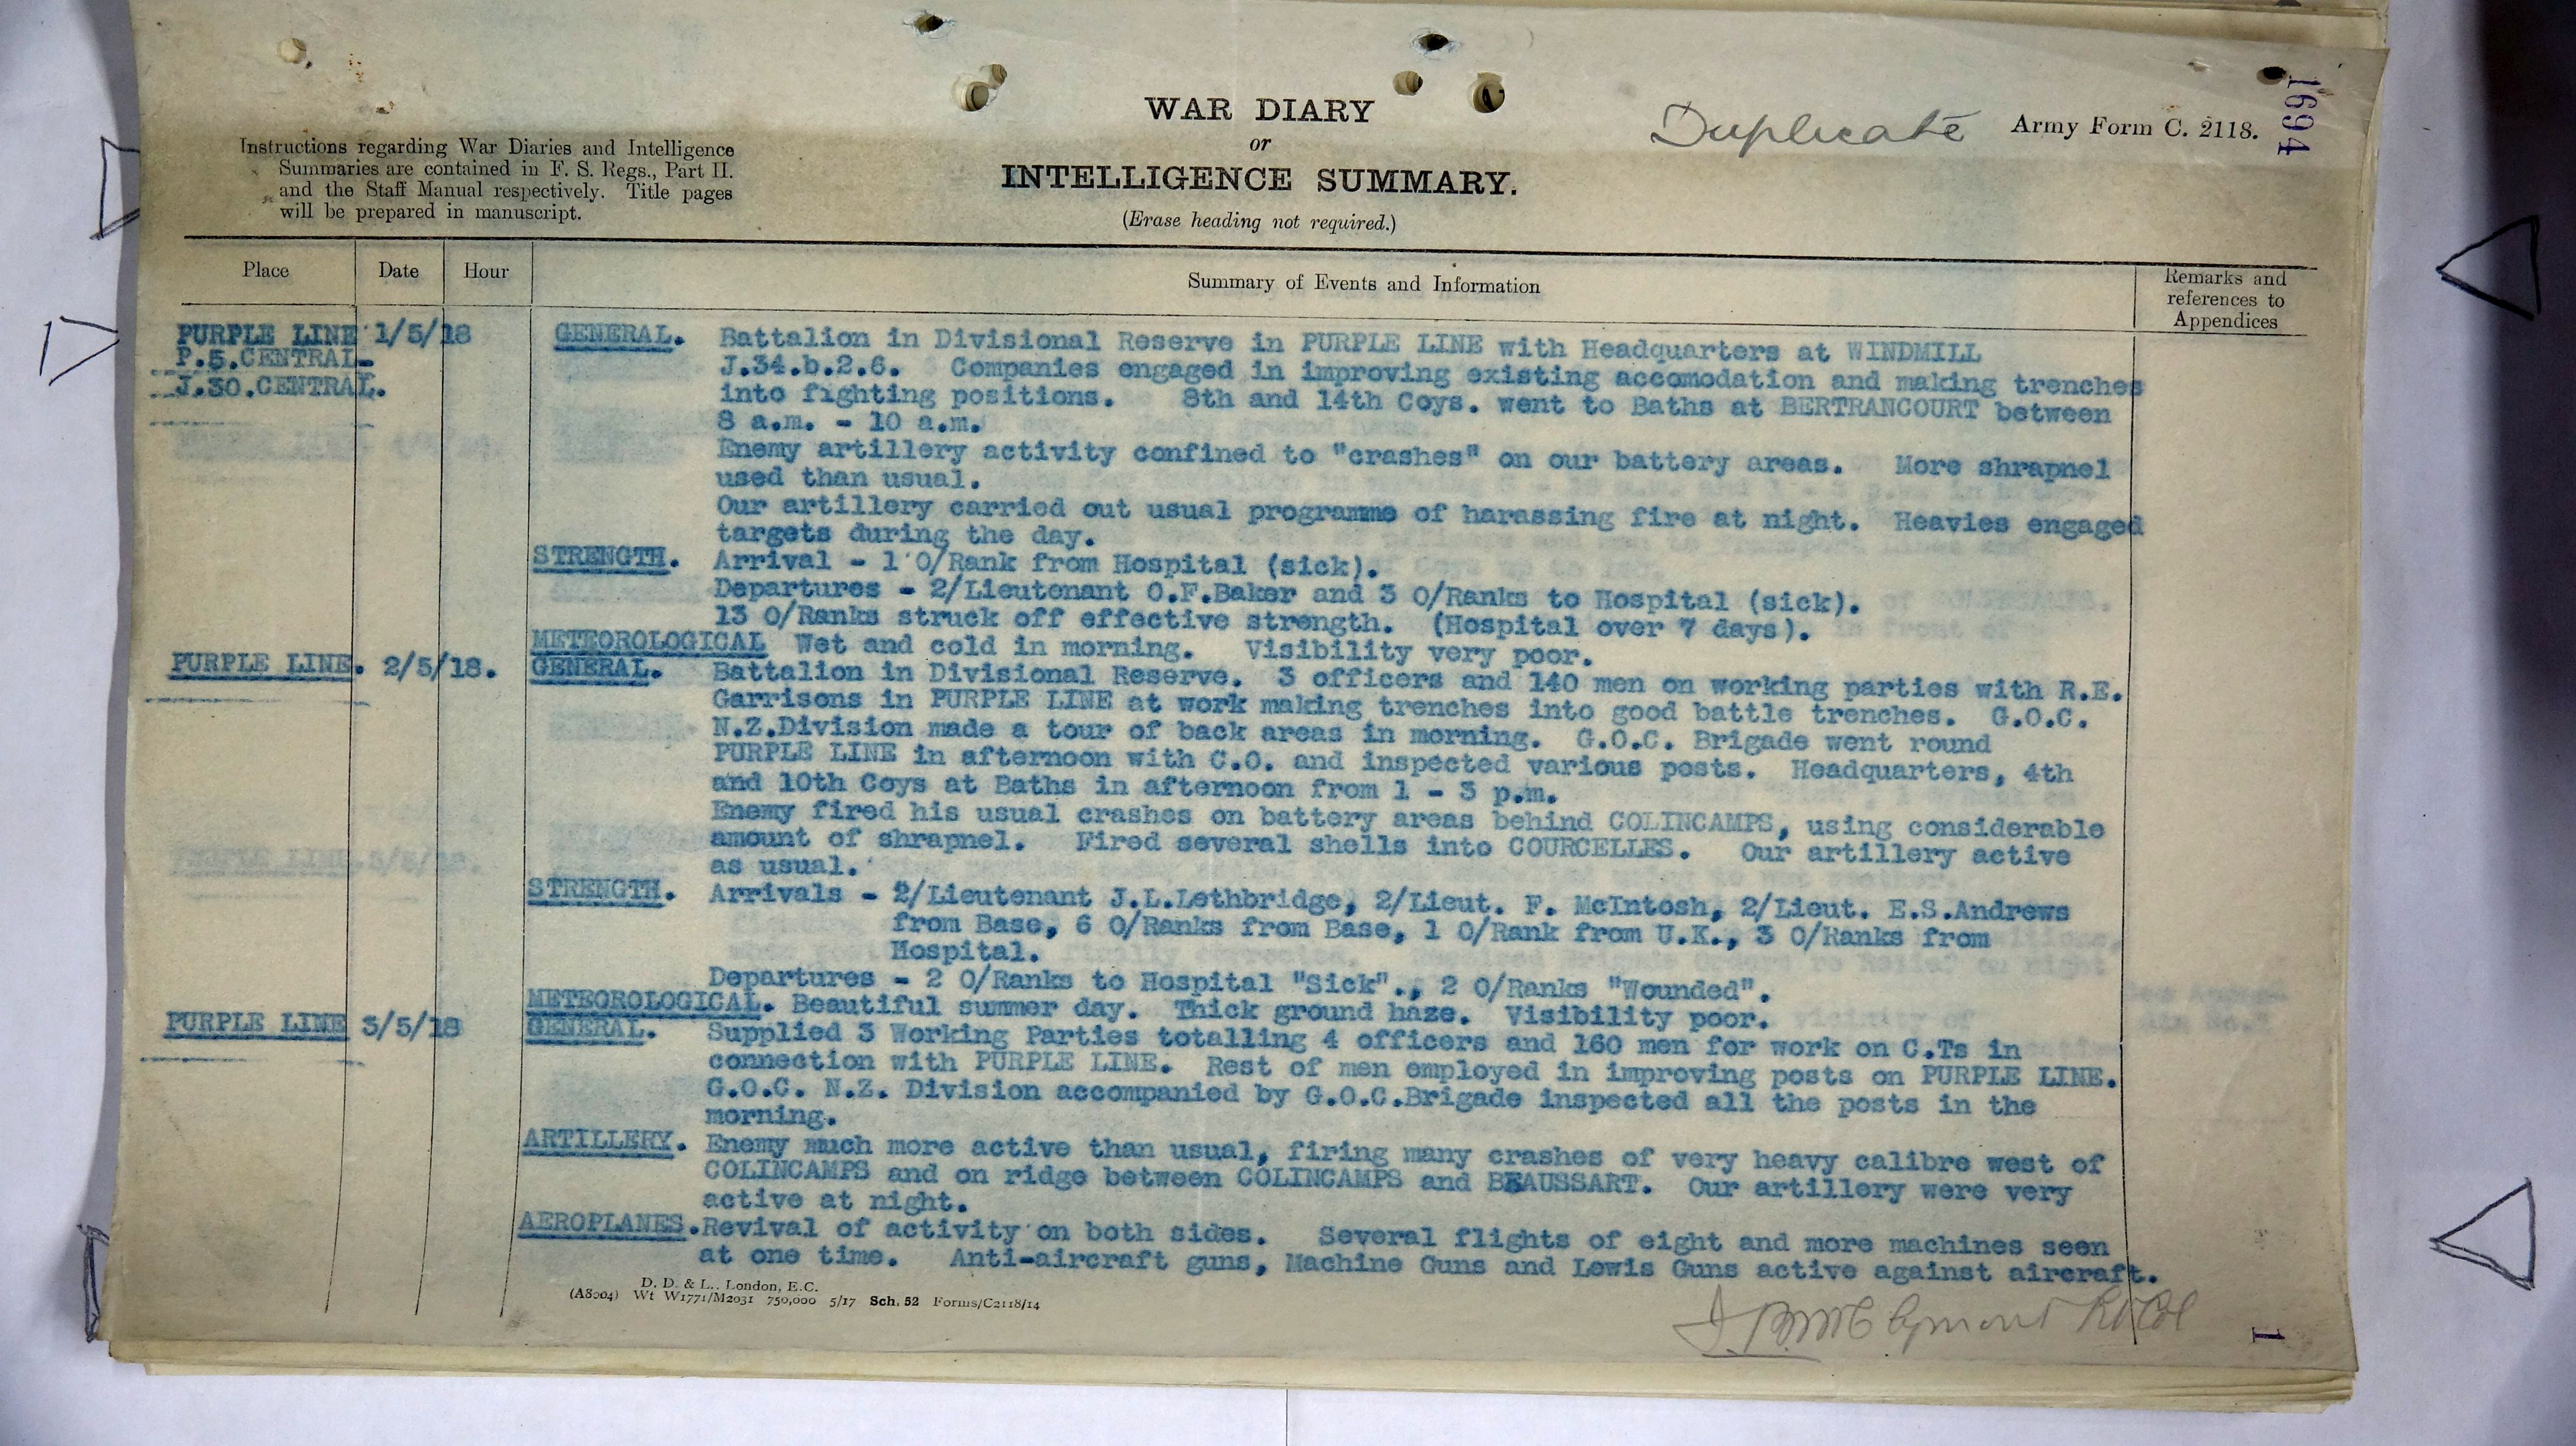 1694
WAR DIARY
or
INTELLIGENCE SUMMARY.
(Erase heading not required.)
Duplicate
Army Form C. 2118.
Instructions regarding War Diaries and Intelligence
Summaries are contained in F. S. Regs., Part II.
and the Staff Manual respectively. Title pages
will be prepared in manuscript.
Place Date Hour Summary of Events and Information Remarks and
references to
Appendices
PURPLE LINE 1/5/18 GENERAL. Battalion in Divisional Reserve in PURPLE LINE with Headquarters at WINDMILL
P.5.CENTRAL- J.34.b.2.6. Companies engaged in improving existing accomodation and making trenches
J.30.CENTRAL. into fighting positions. 8th and 14th Coys. went to Baths at BERTRANCOURT between
8 a.m. - 10 a.m.
Enemy artillery activity confined to "crashes" on our battery areas. More shrapnel
used than usual.
Our artillery carried out usual programme of harassing fire at night. Heavies engaged
targets during the day.
STRENGTH. Arrival - 1 O/Rank from Hospital (sick).
Departures - 2/Lieutenant O.F.Baker and 3 O/Ranks to Hospital (sick).
13 O/Ranks struck off effective strength. (Hospital over 7 days).
METEOROLOGICAL Wet and cold in morning. Visibility very poor.
PURPLE LINE. 2/5/18. GENERAL. Battalion in Divisional Reserve. 3 officers and 140 men on working parties with R.E.
Garrisons in PURPLE LINE at work making trenches into good battle trenches. G.O.C.
N.Z.Division made a tour of back areas in morning. G.O.C. Brigade went round
PURPLE LINE in afternoon with C.O. and inspected various posts. Headquarters, 4th
and 10th Coys at Baths in afternoon from 1 - 3 p.m.
Enemy fired his usual crashes on battery areas behind COLINCAMPS, using considerable
amount of shrapnel. Fired several shells into COURCELLES. Our artillery active
as usual.
STRENGTH. Arrivals - 2/Lieutenant J.L.Lethbridge, 2/Lieut. F. McIntosh, 2/Lieut. E.S.Andrews
from Base, 6 O/Ranks from Base, 1 O/Rank from U.K., 3 O/Ranks from
Hospital.
Departures - 2 O/Ranks to Hospital "Sick"., 2 O/Ranks "Wounded".
METEOROLOGICAL. Beautiful summer day. Thick ground haze. Visibility poor.
PURPLE LINE 3/5/18 GENERAL. Supplied 3 Working Parties totalling 4 officers and 160 men for work on C.Ts in
connection with PURPLE LINE. Rest of men employed in improving posts on PURPLE LINE.
G.O.C. N.Z. Division accompanied by G.O.C.Brigade inspected all the posts in the
morning.
ARTILLERY. Enemy much more active than usual, firing many crashes of very heavy calibre west of
COLINCAMPS and on ridge between COLINCAMPS and BEAUSSART. Our artillery were very
active at night.
AEROPLANES. Revival of activity on both sides. Several flights of eight and more machines seen
at one time. Anti-aircraft guns, Machine Guns and Lewis Guns active against aircraft.
D. D. & L., London, E.C.
(A8004) Wt W1771/M2031 750,000 5/17 Sch. 52 Forms/C2118/14
1